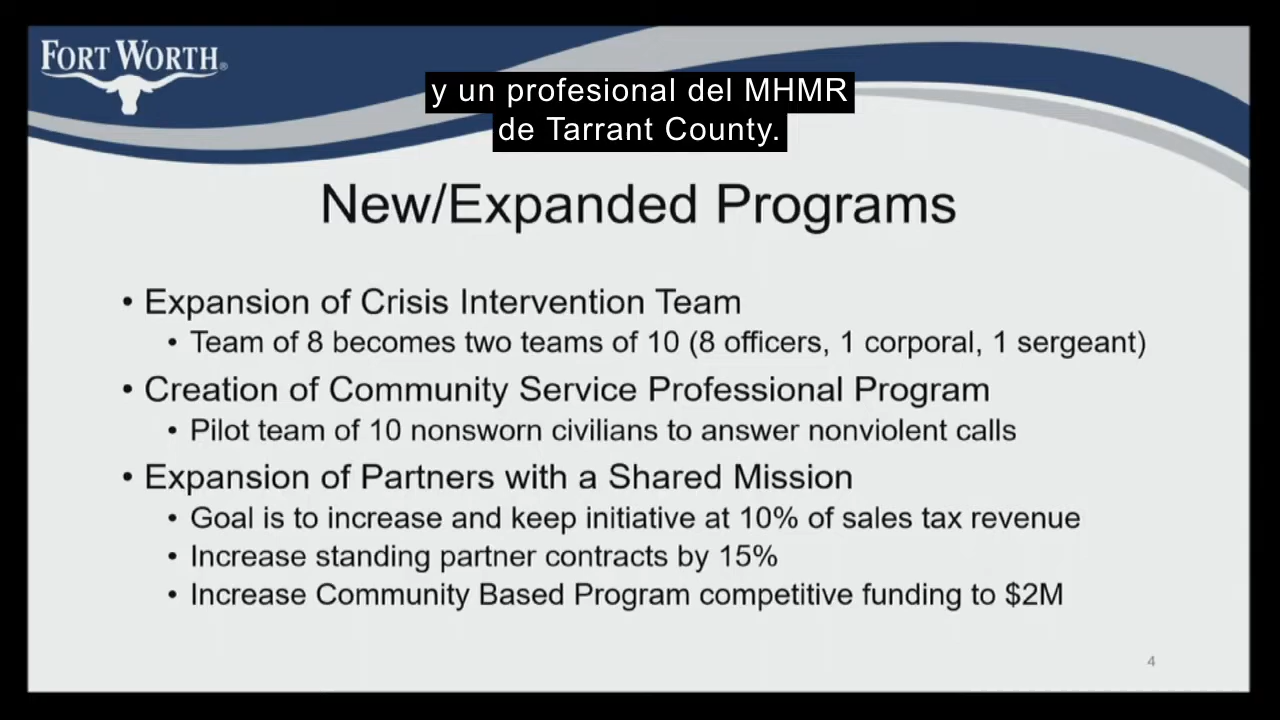 FORT WORTH®
y un profesional del MHMR
de Tarrant County.
New/Expanded Programs
• Expansion of Crisis Intervention Team
• Team of 8 becomes two teams of 10 (8 officers, 1 corporal, 1 sergeant)
• Creation of Community Service Professional Program
• Pilot team of 10 nonsworn civilians to answer nonviolent calls
• Expansion of Partners with a Shared Mission
• Goal is to increase and keep initiative at 10% of sales tax revenue
• Increase standing partner contracts by 15%
• Increase Community Based Program competitive funding to $2M
4